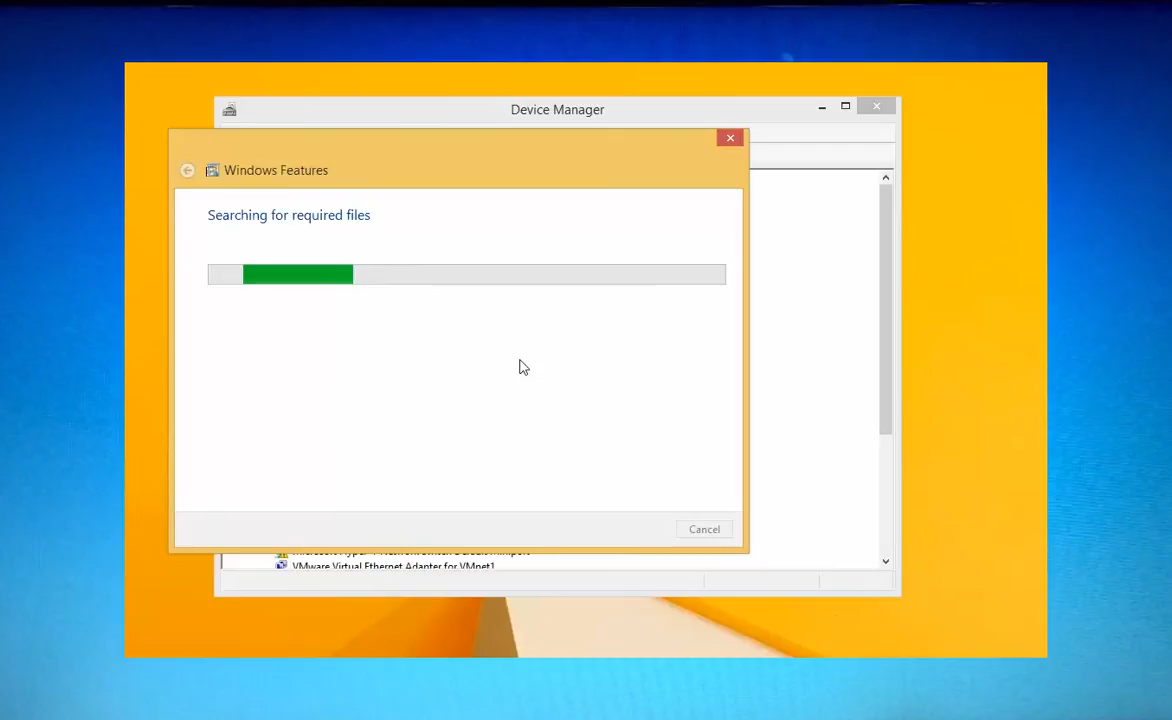 Device Manager
Windows Features
Searching for required files
Cancel
VMware Virtual Ethernet Adapter for VMnet1